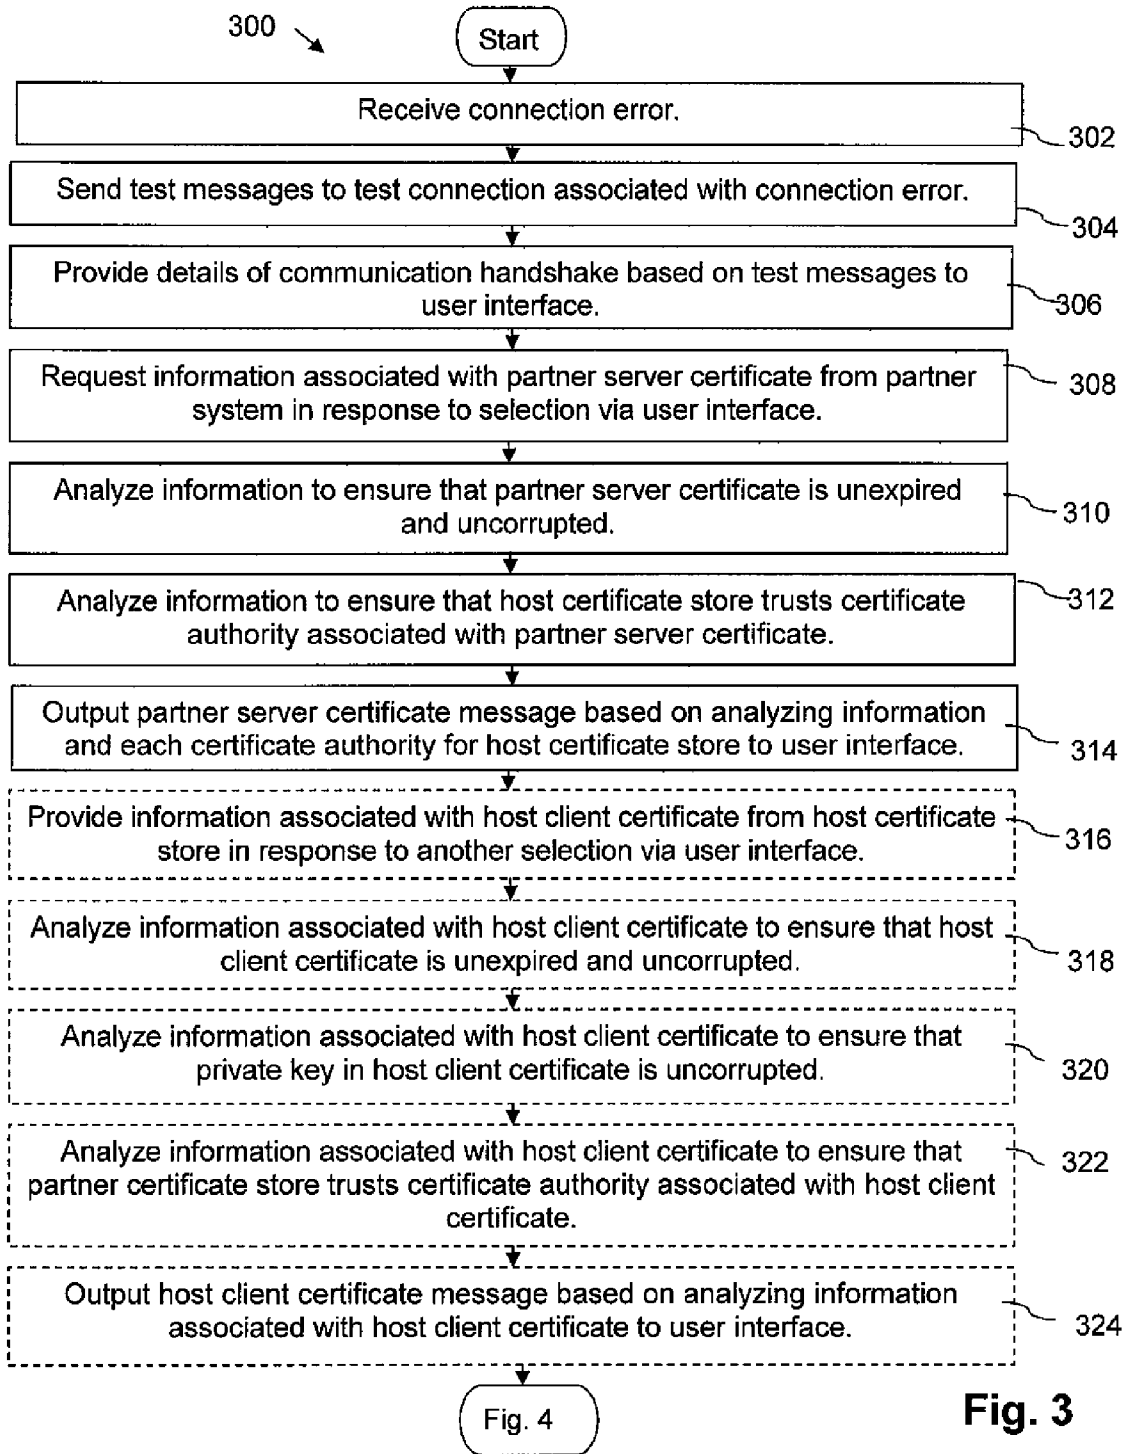 300
Start
Receive connection error.
302
Send test messages to test connection associated with connection error.
304
Provide details of communication handshake based on test messages to
user interface.
306
Request information associated with partner server certificate from partner
system in response to selection via user interface.
308
Analyze information to ensure that partner server certificate is unexpired
and uncorrupted.
310
Analyze information to ensure that host certificate store trusts certificate
authority associated with partner server certificate.
312
Output partner server certificate message based on analyzing information
and each certificate authority for host certificate store to user interface.
314
Provide information associated with host client certificate from host certificate
store in response to another selection via user interface.
316
Analyze information associated with host client certificate to ensure that host
client certificate is unexpired and uncorrupted.
318
Analyze information associated with host client certificate to ensure that
private key in host client certificate is uncorrupted.
320
Analyze information associated with host client certificate to ensure that
partner certificate store trusts certificate authority associated with host client
certificate.
322
Output host client certificate message based on analyzing information
associated with host client certificate to user interface.
324
Fig. 4
Fig. 3